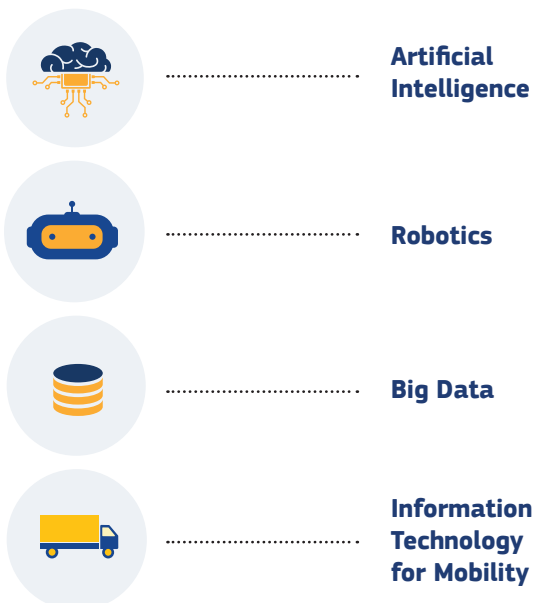 Artificial
Intelligence
Robotics
Big Data
Information
Technology
for Mobility